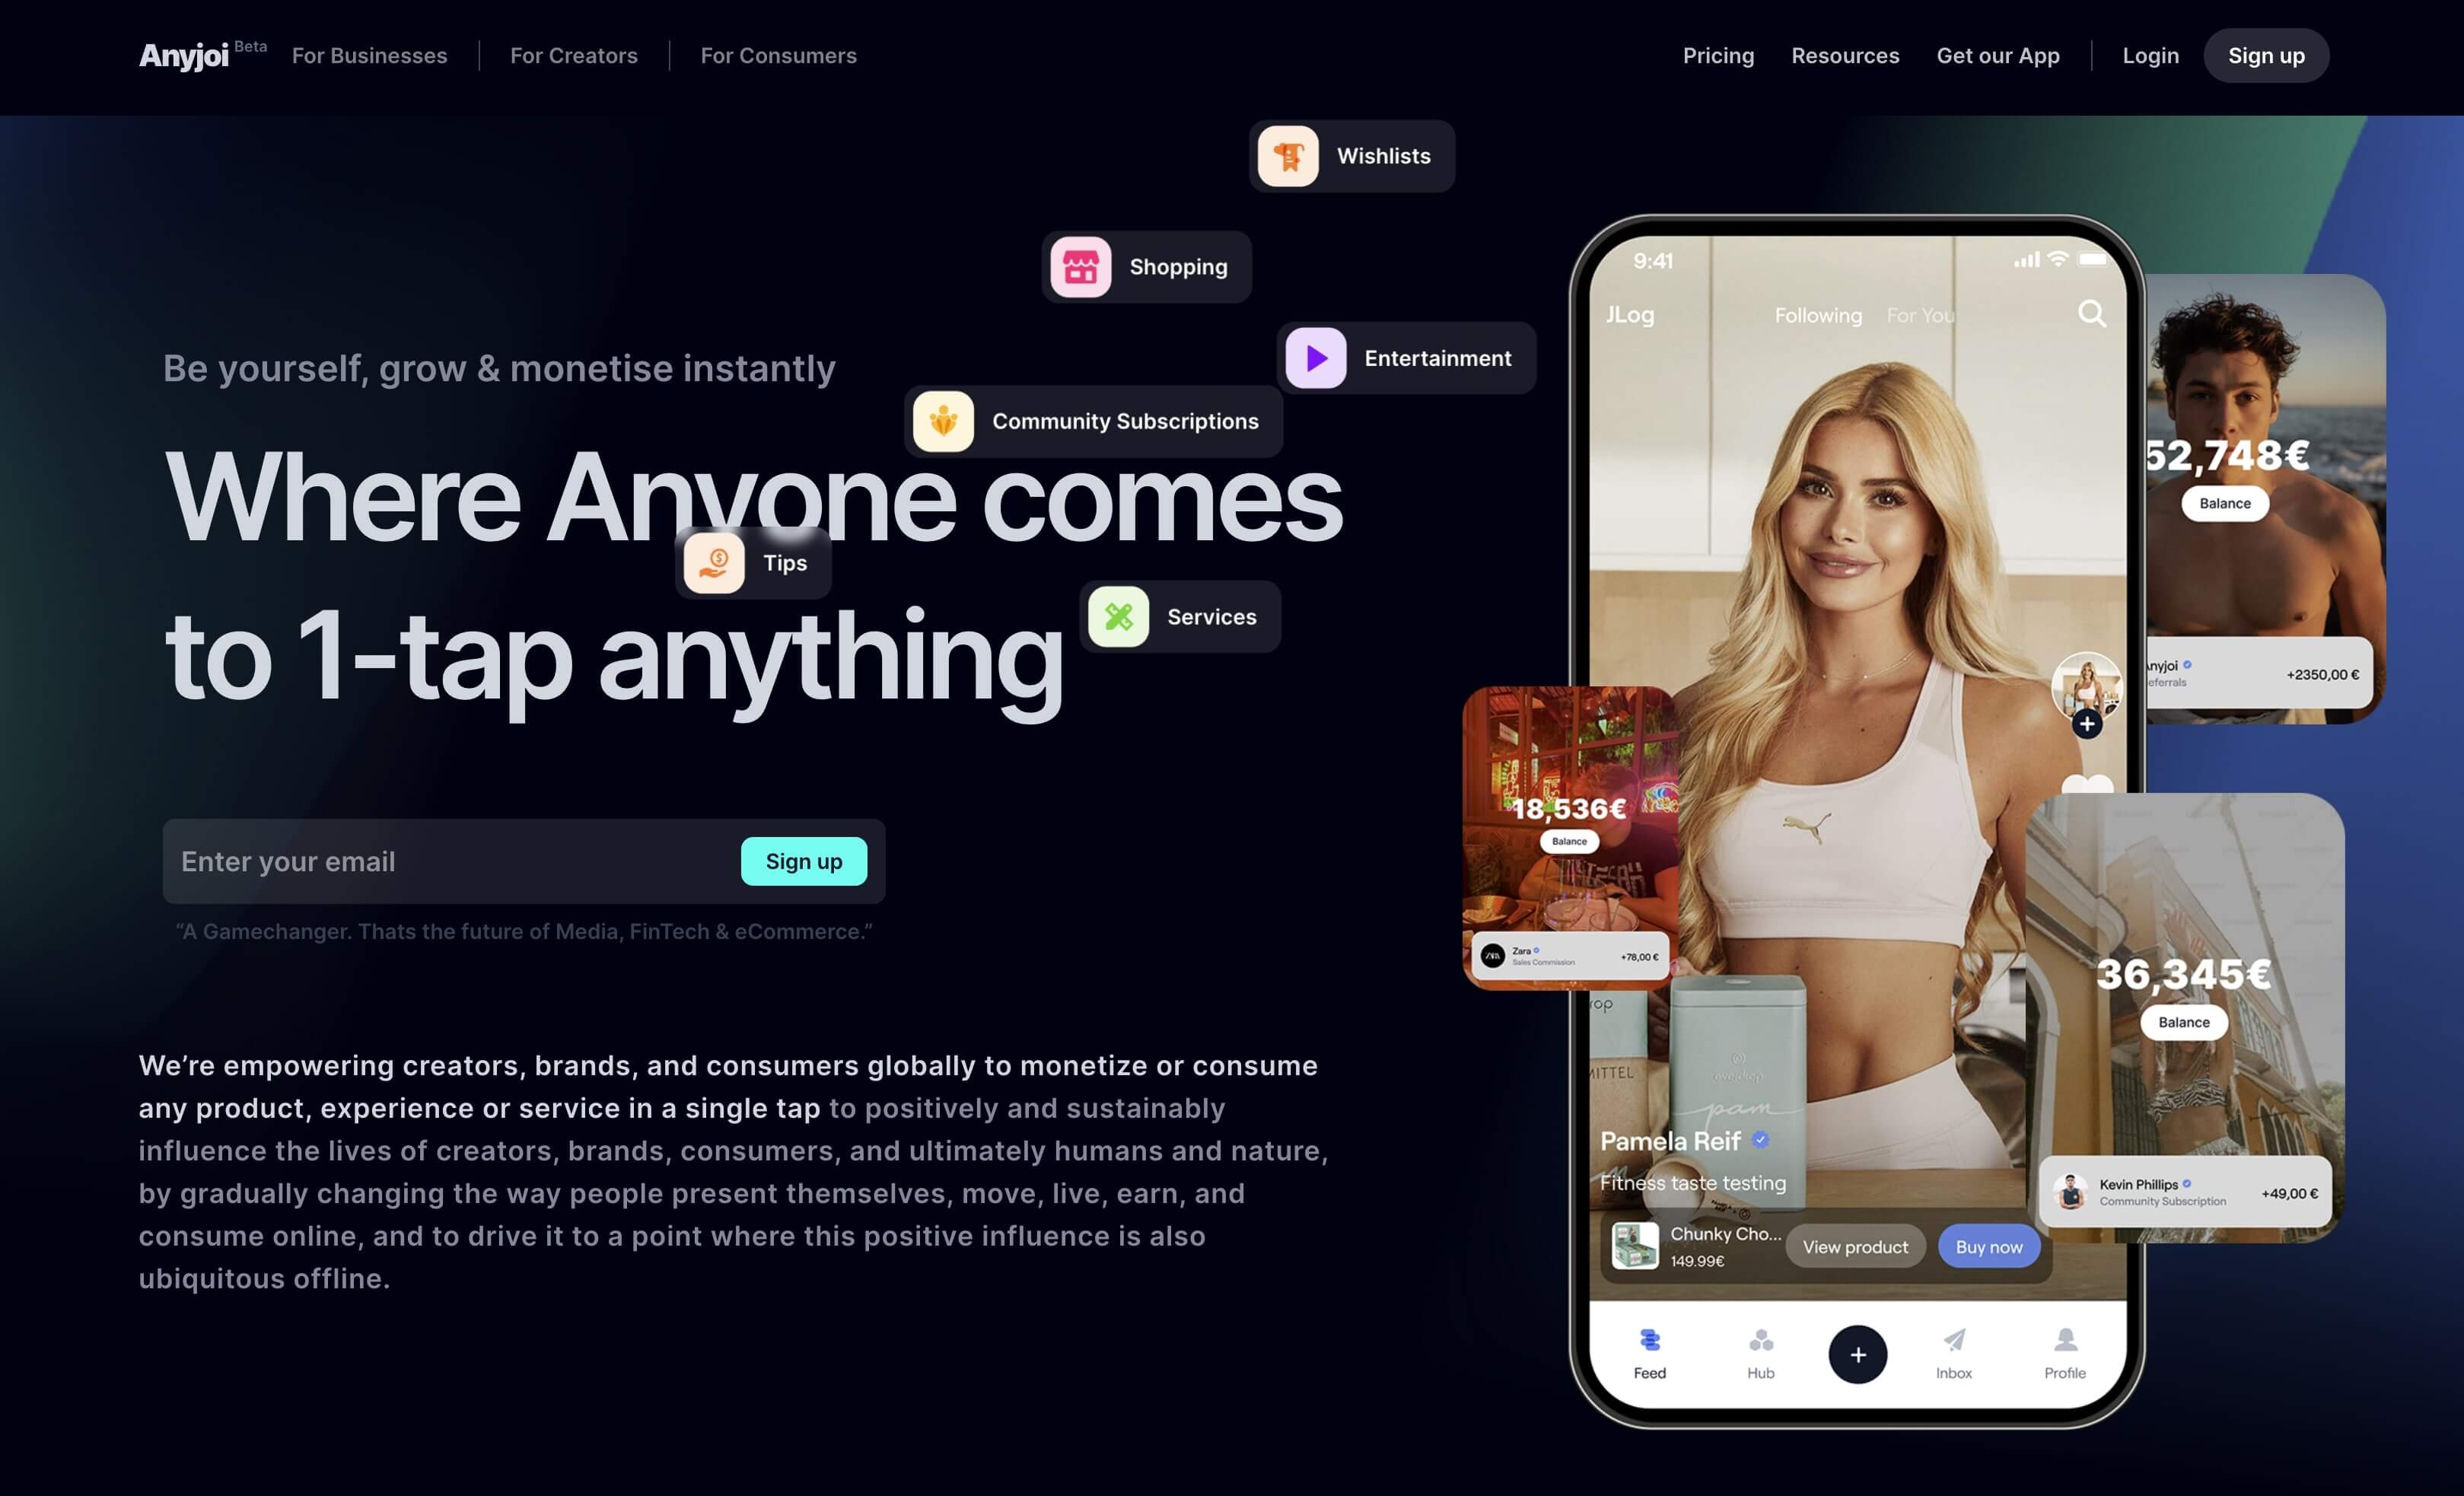 Anyjoi Beta
For Businesses
For Creators
For Consumers
Pricing
Resources
Get our App
Login
Sign up
Wishlists
Shopping
Entertainment
Community Subscriptions
Be yourself, grow & monetise instantly
Where Anyone comes
Tips
Services
to 1-tap anything
Enter your email
Sign up
“A Gamechanger. Thats the future of Media, FinTech & eCommerce.”
We’re empowering creators, brands, and consumers globally to monetize or consume
any product, experience or service in a single tap to positively and sustainably
influence the lives of creators, brands, consumers, and ultimately humans and nature,
by gradually changing the way people present themselves, move, live, earn, and
consume online, and to drive it to a point where this positive influence is also
ubiquitous offline.
9:41
JLog
Following
For You
52,748€
Balance
nyjoi
eferrals
+2350,00 €
18,536€
Balance
Zara
Sales Commission
+78,00 €
36,345€
Balance
Kevin Phillips
Community Subscription
+49,00 €
rop
MITTEL
pam
Pamela Reif
Fitness taste testing
Chunky Cho...
149.99€
View product
Buy now
Feed
Hub
Inbox
Profile